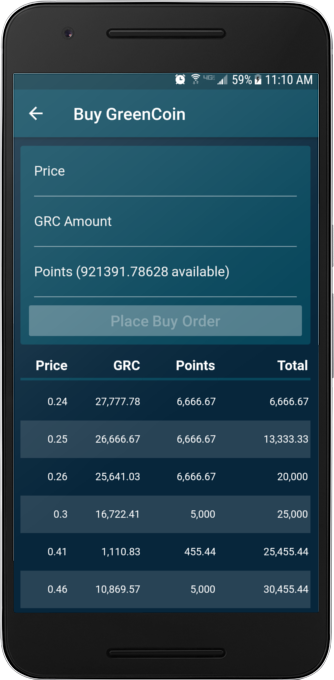 59% 11:10 AM
Buy GreenCoin
Price
GRC Amount
Points (921391.78628 available)
Place Buy Order
Price GRC Points Total
0.24 27,777.78 6,666.67 6,666.67
0.25 26,666.67 6,666.67 13,333.33
0.26 25,641.03 6,666.67 20,000
0.3 16,722.41 5,000 25,000
0.41 1,110.83 455.44 25,455.44
0.46 10,869.57 5,000 30,455.44